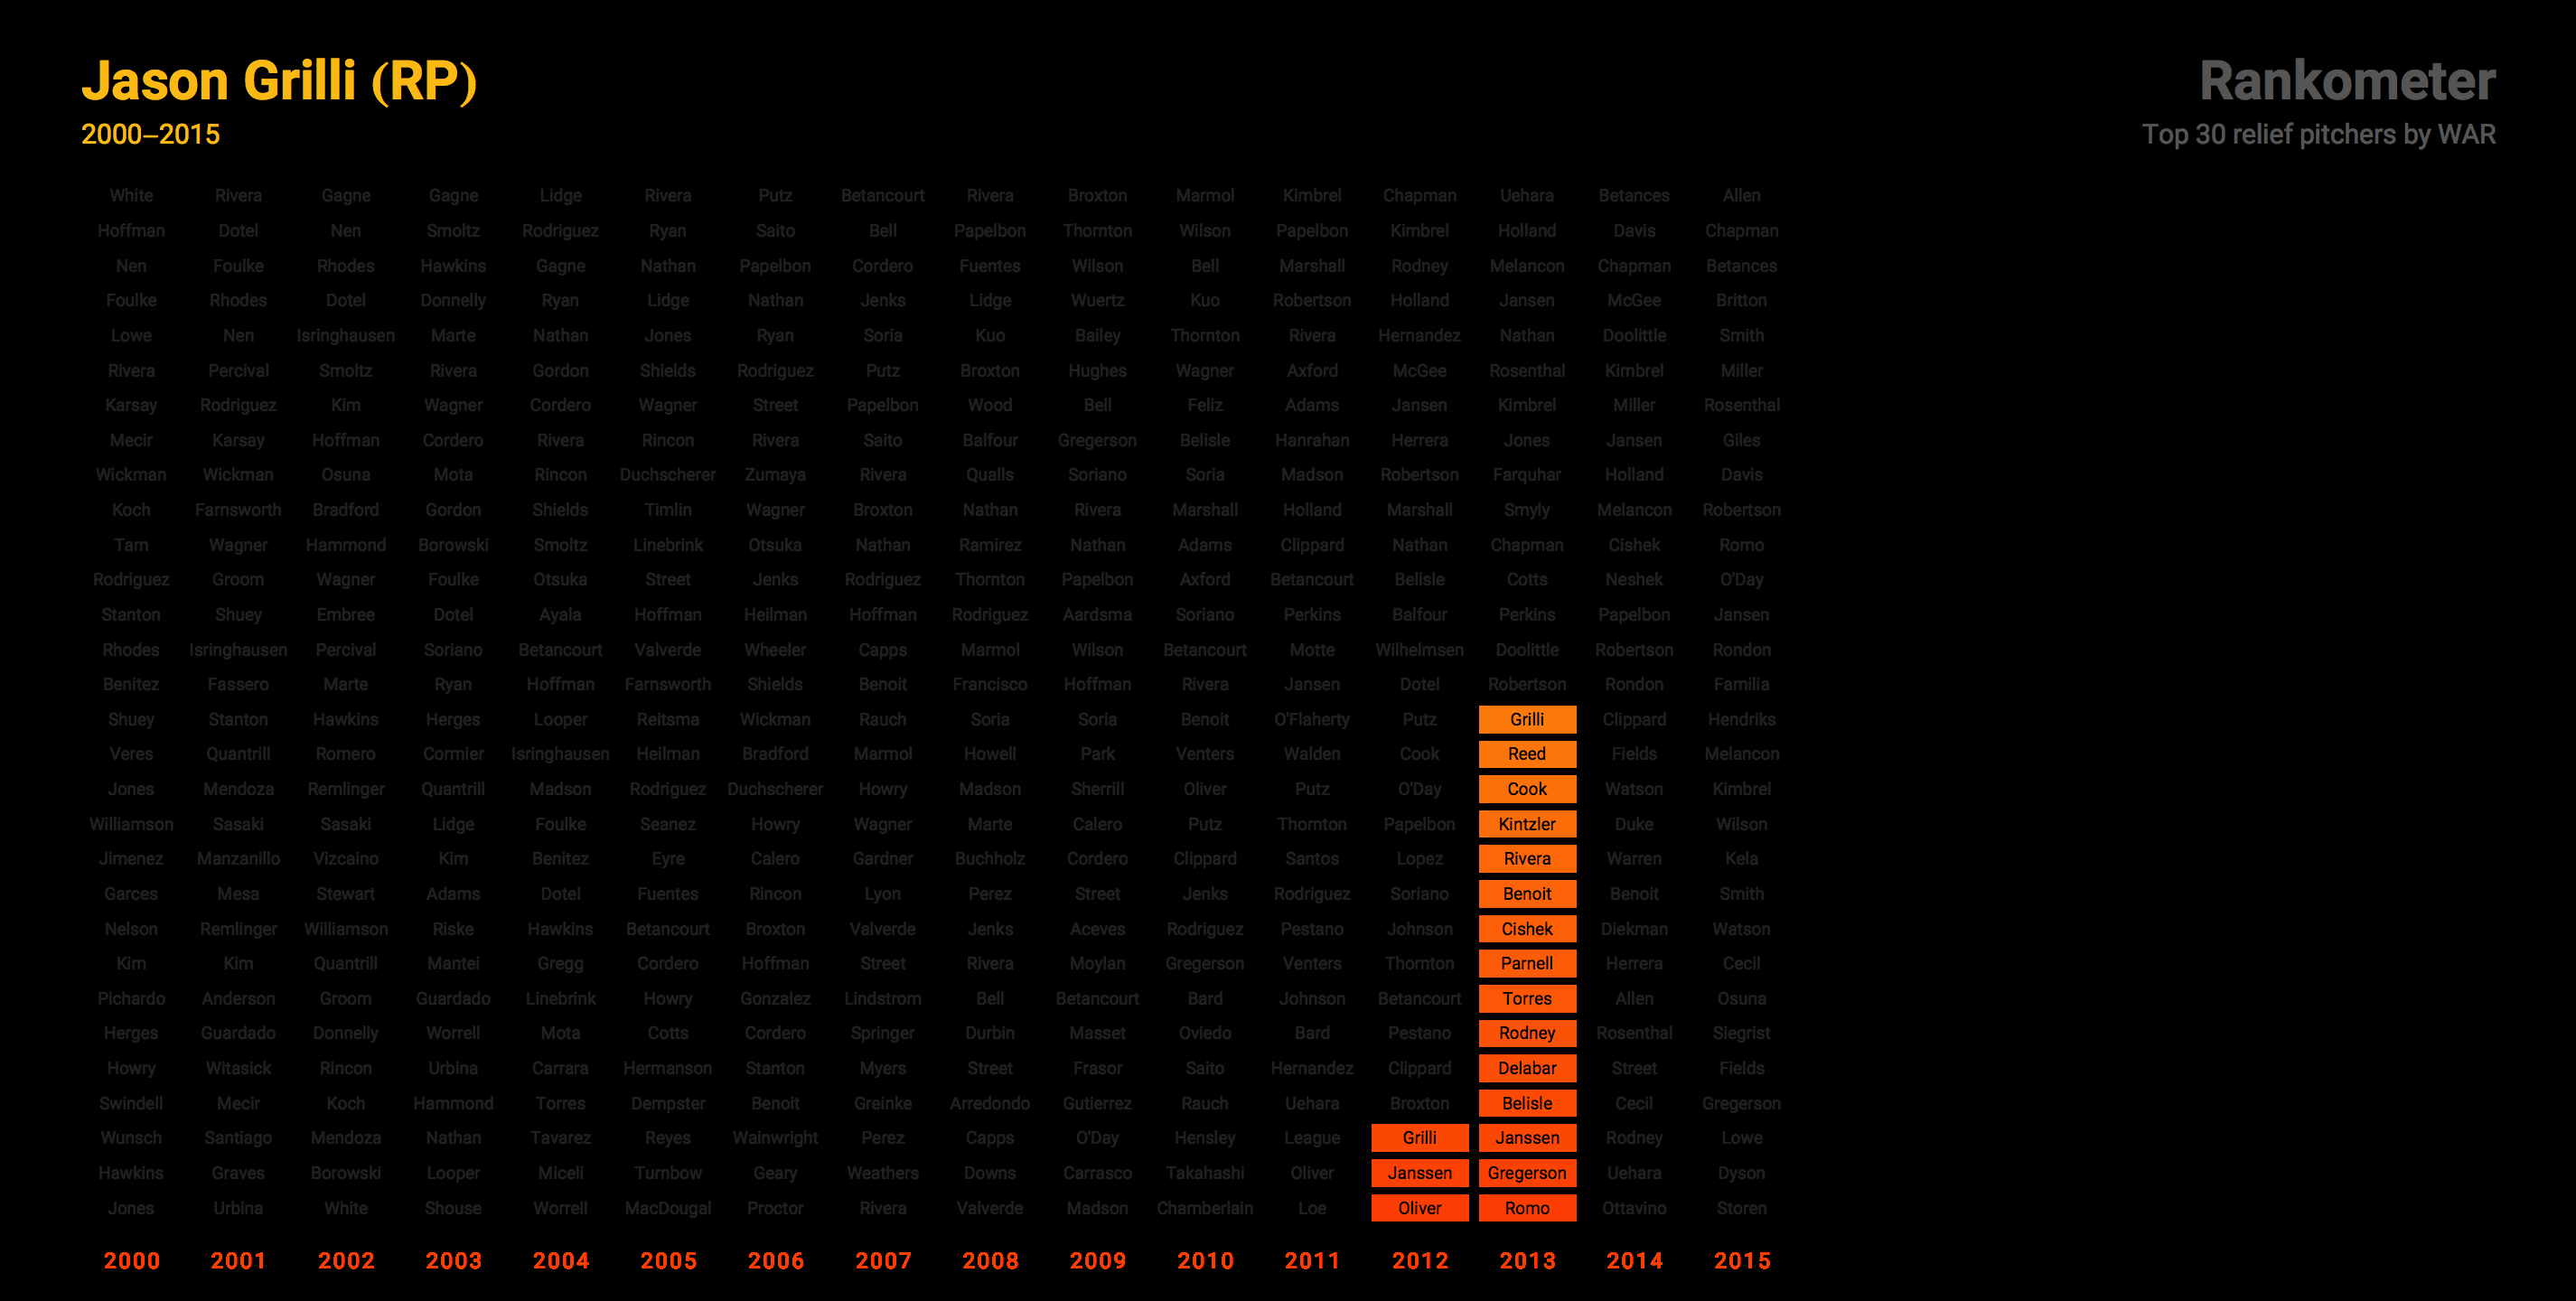 Jason Grilli (RP)
2000–2015
Rankometer
Top 30 relief pitchers by WAR
White Rivera Gagne Gagne Lidge Rivera Putz Betancourt Rivera Broxton Marmol Kimbrel Chapman Uehara Betances Allen
Hoffman Dotel Nen Smoltz Rodriguez Ryan Saito Bell Papelbon Thornton Wilson Papelbon Kimbrel Holland Davis Chapman
Nen Foulke Rhodes Hawkins Gagne Nathan Papelbon Cordero Fuentes Wilson Bell Marshall Rodney Melancon Chapman Betances
Foulke Rhodes Dotel Donnelly Ryan Lidge Nathan Jenks Lidge Wuertz Kuo Robertson Holland Jansen McGee Britton
Lowe Nen Isringhausen Marte Nathan Jones Ryan Soria Kuo Bailey Thornton Rivera Hernandez Nathan Doolittle Smith
Rivera Percival Smoltz Rivera Gordon Shields Rodriguez Putz Broxton Hughes Wagner Axford McGee Rosenthal Kimbrel Miller
Karsay Rodriguez Kim Wagner Cordero Wagner Street Papelbon Wood Bell Feliz Adams Jansen Kimbrel Miller Rosenthal
Mecir Karsay Hoffman Cordero Rivera Rincon Rivera Saito Balfour Gregerson Belisle Hanrahan Herrera Jones Jansen Giles
Wickman Wickman Osuna Mota Rincon Duchscherer Zumaya Rivera Qualls Soriano Soria Madson Robertson Farquhar Holland Davis
Koch Farnsworth Bradford Gordon Shields Timlin Wagner Broxton Nathan Rivera Marshall Holland Marshall Smyly Melancon Robertson
Tam Wagner Hammond Borowski Smoltz Linebrink Otsuka Nathan Ramirez Nathan Adams Clippard Nathan Chapman Cishek Romo
Rodriguez Groom Wagner Foulke Otsuka Street Jenks Rodriguez Thornton Papelbon Axford Betancourt Belisle Cotts Neshek O'Day
Stanton Shuey Embree Dotel Ayala Hoffman Heilman Hoffman Rodriguez Aardsma Soriano Perkins Balfour Perkins Papelbon Jansen
Rhodes Isringhausen Percival Soriano Betancourt Valverde Wheeler Capps Marmol Wilson Betancourt Motte Wilhelmsen Doolittle Robertson Rondon
Benitez Fassero Marte Ryan Hoffman Farnsworth Shields Benoit Francisco Hoffman Rivera Jansen Dotel Robertson Rondon Familia
Shuey Stanton Hawkins Herges Looper Reitsma Wickman Rauch Soria Soria Benoit O'Flaherty Putz Grilli Clippard Hendriks
Veres Quantrill Romero Cormier Isringhausen Heilman Bradford Marmol Howell Park Venters Walden Cook Reed Fields Melancon
Jones Mendoza Remlinger Quantrill Madson Rodriguez Duchscherer Howry Madson Sherrill Oliver Putz O'Day Cook Watson Kimbrel
Williamson Sasaki Sasaki Lidge Foulke Seanez Howry Wagner Marte Calero Putz Thornton Papelbon Kintzler Duke Wilson
Jimenez Manzanillo Vizcaino Kim Benitez Eyre Calero Gardner Buchholz Cordero Clippard Santos Lopez Rivera Warren Kela
Garces Mesa Stewart Adams Dotel Fuentes Rincon Lyon Perez Street Jenks Rodriguez Soriano Benoit Benoit Smith
Nelson Remlinger Williamson Riske Hawkins Betancourt Broxton Valverde Jenks Aceves Rodriguez Pestano Johnson Cishek Diekman Watson
Kim Kim Quantrill Mantei Gregg Cordero Hoffman Street Rivera Moylan Gregerson Venters Thornton Parnell Herrera Cecil
Pichardo Anderson Groom Guardado Linebrink Howry Gonzalez Lindstrom Bell Betancourt Bard Johnson Betancourt Torres Allen Osuna
Herges Guardado Donnelly Worrell Mota Cotts Cordero Springer Durbin Masset Oviedo Bard Pestano Rodney Rosenthal Siegrist
Howry Witasick Rincon Urbina Carrara Hermanson Stanton Myers Street Frasor Saito Hernandez Clippard Delabar Street Fields
Swindell Mecir Koch Hammond Torres Dempster Benoit Greinke Arredondo Gutierrez Rauch Uehara Broxton Belisle Cecil Gregerson
Wunsch Santiago Mendoza Nathan Tavarez Reyes Wainwright Perez Capps O'Day Hensley League Grilli Janssen Rodney Lowe
Hawkins Graves Borowski Looper Miceli Turnbow Geary Weathers Downs Carrasco Takahashi Oliver Janssen Gregerson Uehara Dyson
Jones Urbina White Shouse Worrell MacDougal Proctor Rivera Valverde Madson Chamberlain Loe Oliver Romo Ottavino Storen
2000 2001 2002 2003 2004 2005 2006 2007 2008 2009 2010 2011 2012 2013 2014 2015